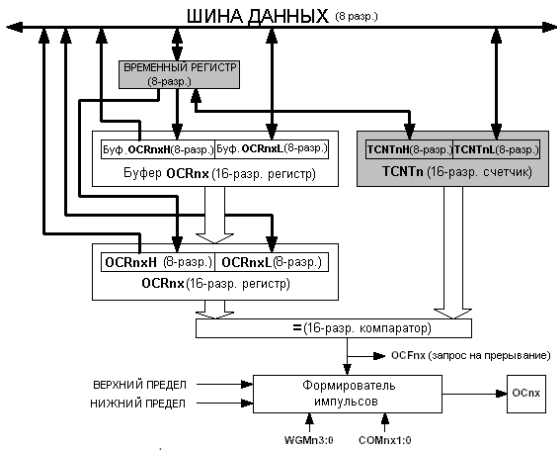 ШИНА ДАННЫХ (8 разр.)
ВРЕМЕННЫЙ РЕГИСТР
(8-разр.)
Буф. OCRnxH(8-разр.) Буф. OCRnxL(8-разр.)
Буфер OCRnx (16-разр. регистр)
TCNTnH(8-разр.) TCNTnL(8-разр.)
TCNTn (16-разр. счетчик)
OCRnxH (8-разр.) OCRnxL(8-разр.)
OCRnx(16-разр. регистр)
=(16-разр. компаратор)
OCFnx (запрос на прерывание)
ВЕРХНИЙ ПРЕДЕЛ
НИЖНИЙ ПРЕДЕЛ
Формирователь
импульсов
OCnx
WGMn3:0 COMnx1:0